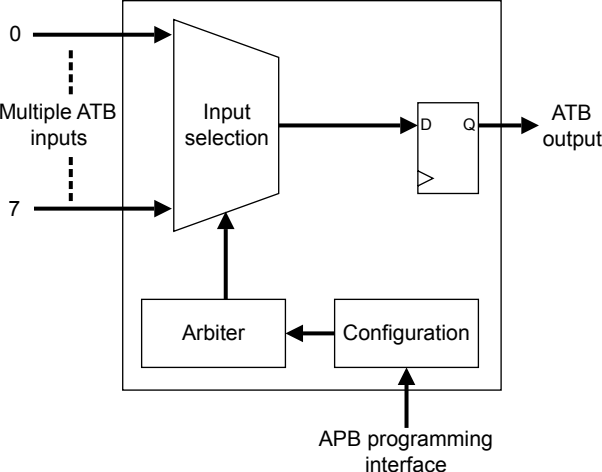 0
Multiple ATB
inputs
7
Input
selection
D
Q
ATB
output
Arbiter
Configuration
APB programming
interface